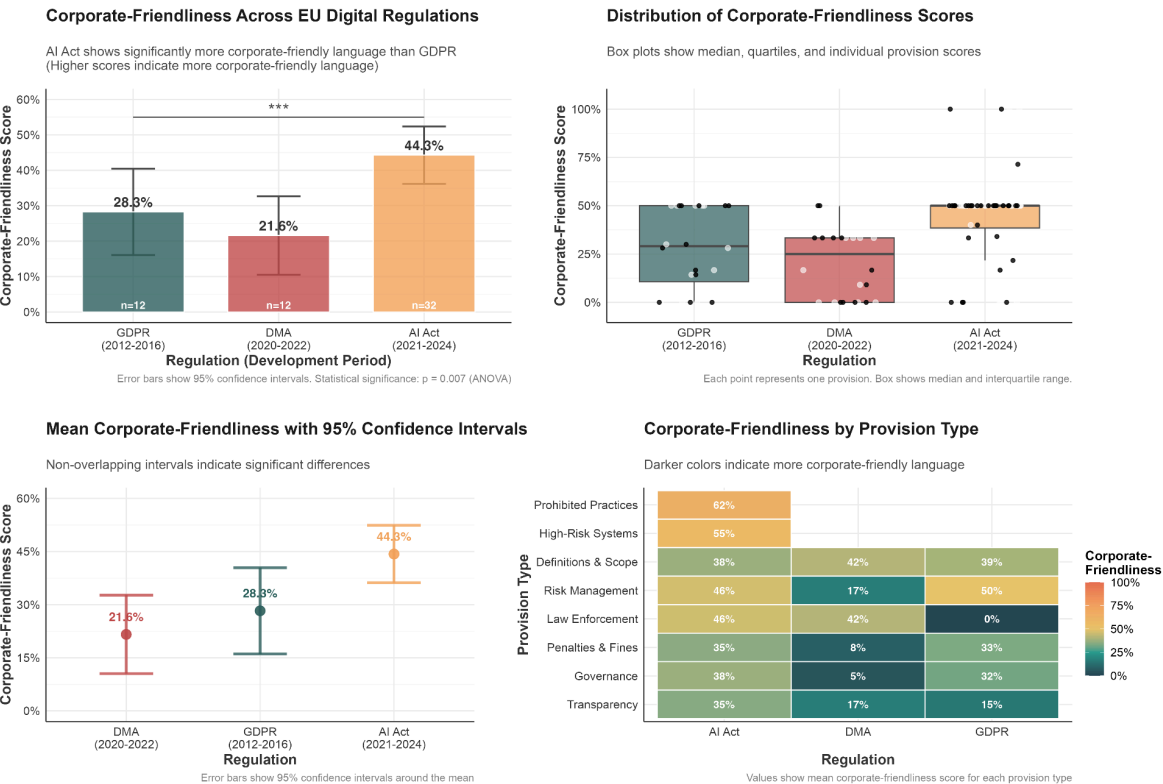 Corporate-Friendliness Across EU Digital Regulations
AI Act shows significantly more corporate-friendly language than GDPR
(Higher scores indicate more corporate-friendly language)
Corporate-Friendliness Score
60%
50%
40%
30%
20%
10%
0%
***
28.3%
21.6%
44.3%
n=12
n=12
n=32
GDPR
(2012-2016)
DMA
(2020-2022)
AI Act
(2021-2024)
Regulation (Development Period)
Error bars show 95% confidence intervals. Statistical significance: p = 0.007 (ANOVA)
Distribution of Corporate-Friendliness Scores
Box plots show median, quartiles, and individual provision scores
Corporate-Friendliness Score
100%
75%
50%
25%
0%
GDPR
(2012-2016)
DMA
(2020-2022)
AI Act
(2021-2024)
Regulation
Each point represents one provision. Box shows median and interquartile range.
Mean Corporate-Friendliness with 95% Confidence Intervals
Non-overlapping intervals indicate significant differences
Corporate-Friendliness Score
60%
45%
30%
15%
0%
21.6%
28.3%
44.3%
DMA
(2020-2022)
GDPR
(2012-2016)
AI Act
(2021-2024)
Regulation
Error bars show 95% confidence intervals around the mean
Corporate-Friendliness by Provision Type
Darker colors indicate more corporate-friendly language
Provision Type
Prohibited Practices 62%
High-Risk Systems 55%
Definitions & Scope 38% 42% 39%
Risk Management 46% 17% 50%
Law Enforcement 46% 42% 0%
Penalties & Fines 35% 8% 33%
Governance 38% 5% 32%
Transparency 35% 17% 15%
AI Act DMA GDPR
Regulation
Values show mean corporate-friendliness score for each provision type
Corporate-
Friendliness
100%
75%
50%
25%
0%